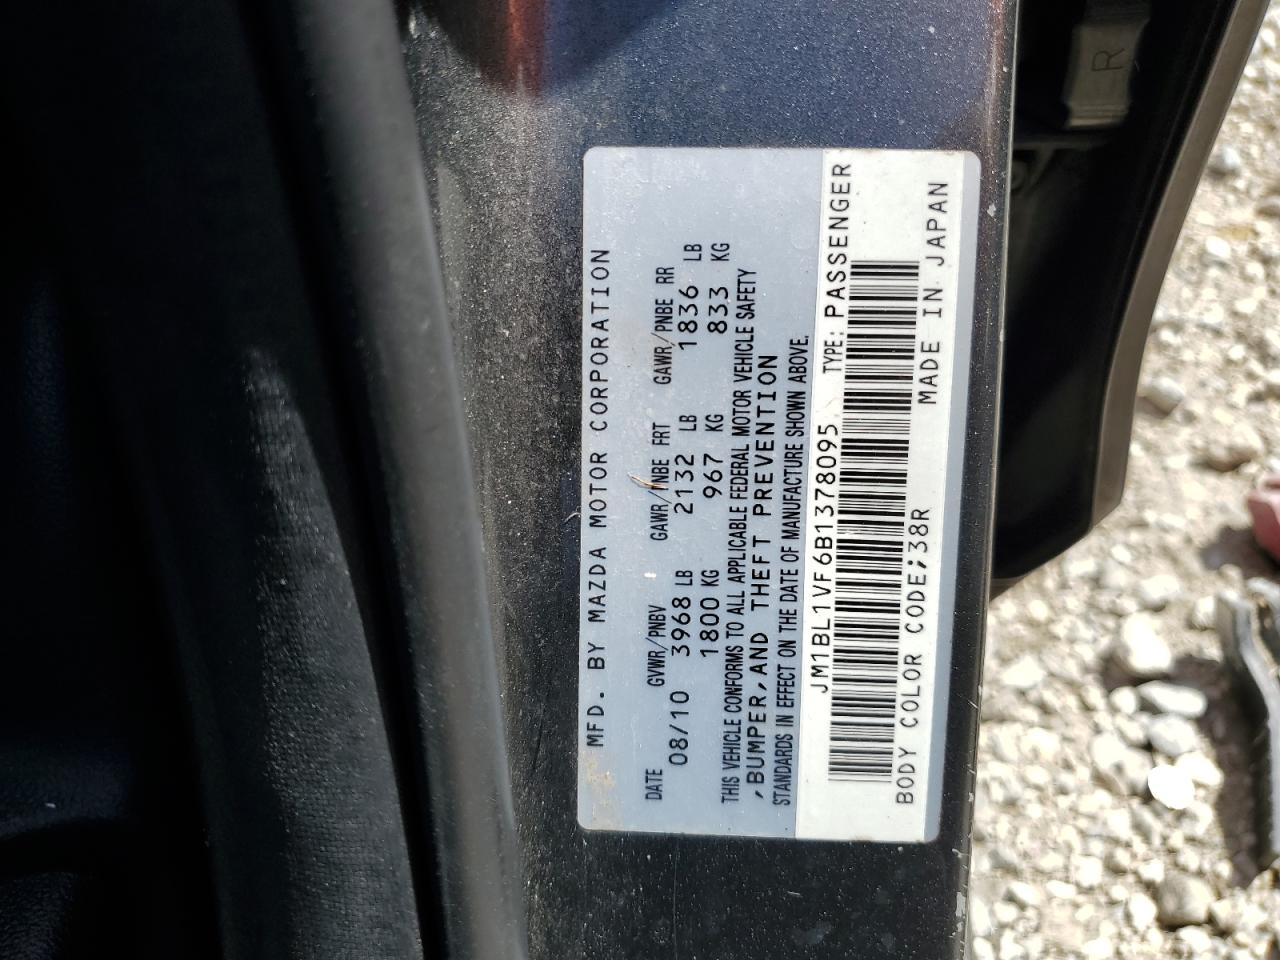 MFD. BY MAZDA MOTOR CORPORATION
DATE GVWR/PNBV GAWR/PNBE FRT GAWR/PNBE RR
08/10 3968 LB 2132 LB 1836 LB
1800 KG 967 KG 833 KG
THIS VEHICLE CONFORMS TO ALL APPLICABLE FEDERAL MOTOR VEHICLE SAFETY
,BUMPER,AND THEFT PREVENTION
STANDARDS IN EFFECT ON THE DATE OF MANUFACTURE SHOWN ABOVE.
JM1BL1VF6B1378095 TYPE: PASSENGER
BODY COLOR CODE;38R MADE IN JAPAN
R